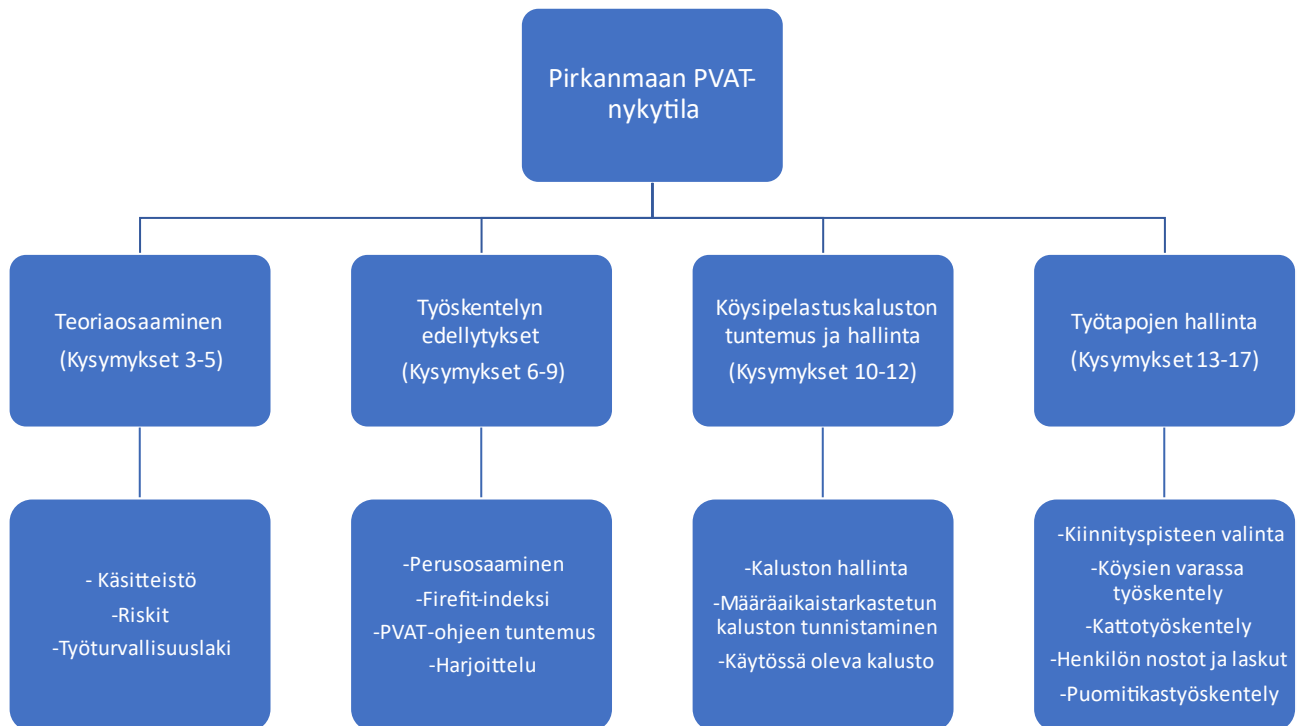 Pirkanmaan PVAT-
nykytila
Teoriaosaaminen
(Kysymykset 3-5)
Työskentelyn
edellytykset
(Kysymykset 6-9)
Köysipelastuskaluston
tuntemus ja hallinta
(Kysymykset 10-12)
Työtapojen hallinta
(Kysymykset 13-17)
- Käsitteistö
-Riskit
-Työturvallisuuslaki
-Perusosaaminen
-Firefit-indeksi
-PVAT-ohjeen tuntemus
-Harjoittelu
-Kaluston hallinta
-Määräaikaistarkastetun
kaluston tunnistaminen
-Käytössä oleva kalusto
-Kiinnityspisteen valinta
-Köysien varassa
työskentely
-Kattotyöskentely
-Henkilön nostot ja laskut
-Puomitikastyöskentely